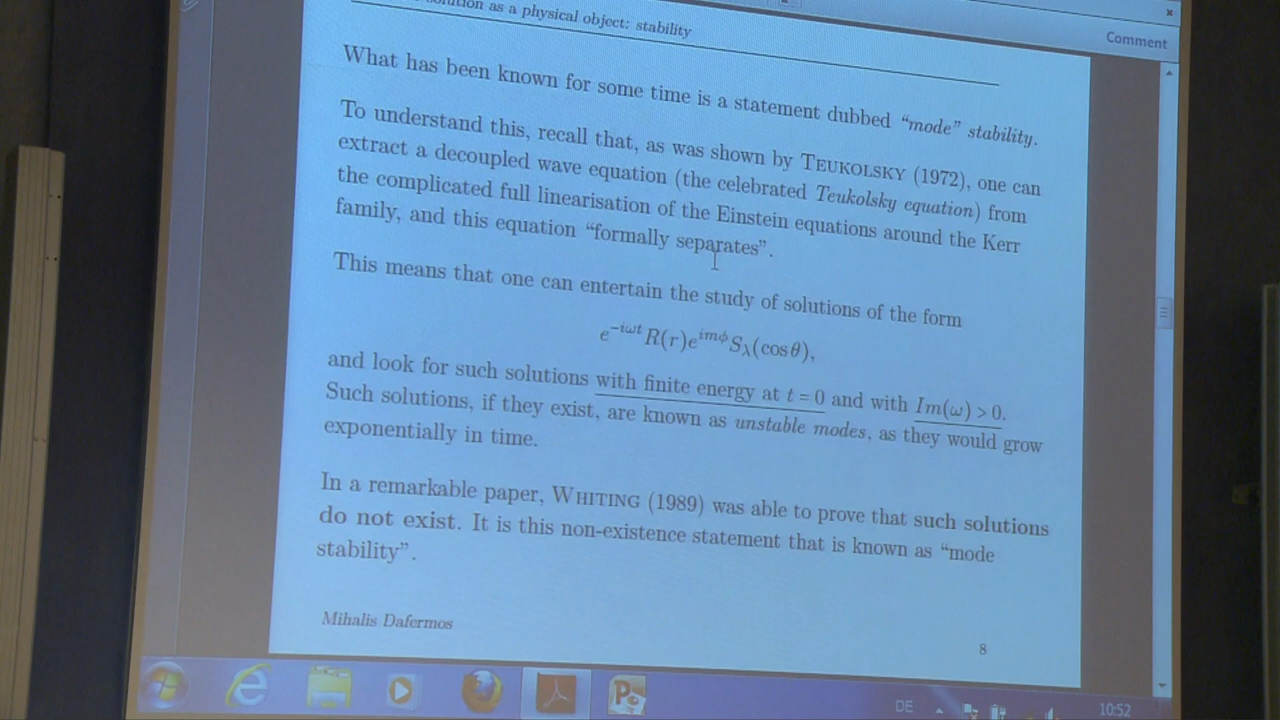 solution as a physical object: stability
Comment
What has been known for some time is a statement dubbed “mode” stability.
To understand this, recall that, as was shown by TEUKOLSKY (1972), one can
extract a decoupled wave equation (the celebrated Teukolsky equation) from
the complicated full linearisation of the Einstein equations around the Kerr
family, and this equation “formally separates”.
This means that one can entertain the study of solutions of the form
e^{-iωt}R(r)e^{imϕ}S_λ(cos θ),
and look for such solutions with finite energy at t = 0 and with Im(ω) > 0.
Such solutions, if they exist, are known as unstable modes, as they would grow
exponentially in time.
In a remarkable paper, WHITING (1989) was able to prove that such solutions
do not exist. It is this non-existence statement that is known as “mode
stability”.
Mihalis Dafermos
8
DE
10:52